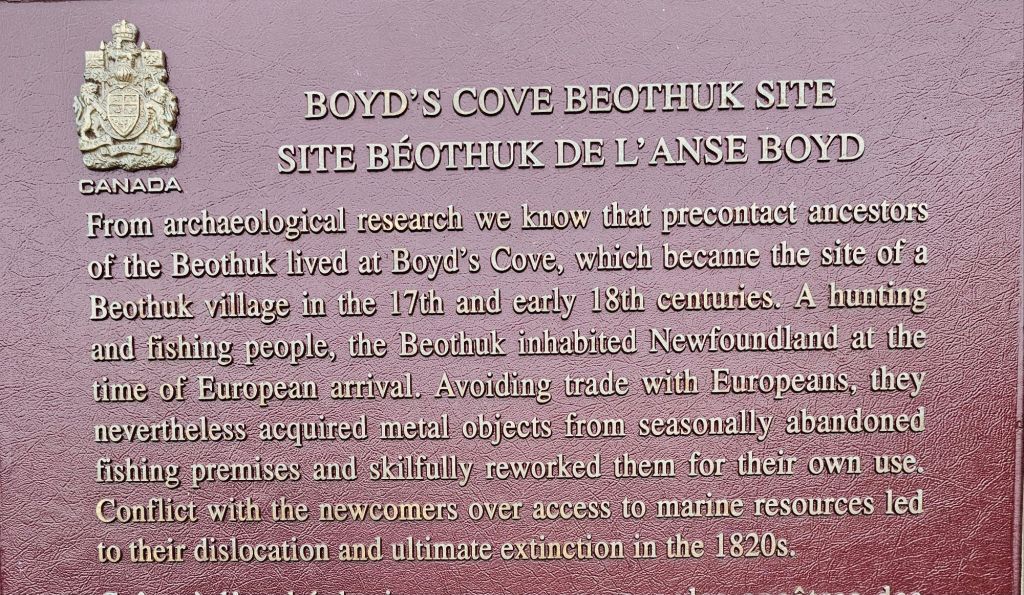 CANADA
BOYD'S COVE BEOTHUK SITE
SITE BÉOTHUK DE L'ANSE BOYD
From archaeological research we know that precontact ancestors
of the Beothuk lived at Boyd's Cove, which became the site of a
Beothuk village in the 17th and early 18th centuries. A hunting
and fishing people, the Beothuk inhabited Newfoundland at the
time of European arrival. Avoiding trade with Europeans, they
nevertheless acquired metal objects from seasonally abandoned
fishing premises and skilfully reworked them for their own use.
Conflict with the newcomers over access to marine resources led
to their dislocation and ultimate extinction in the 1820s.